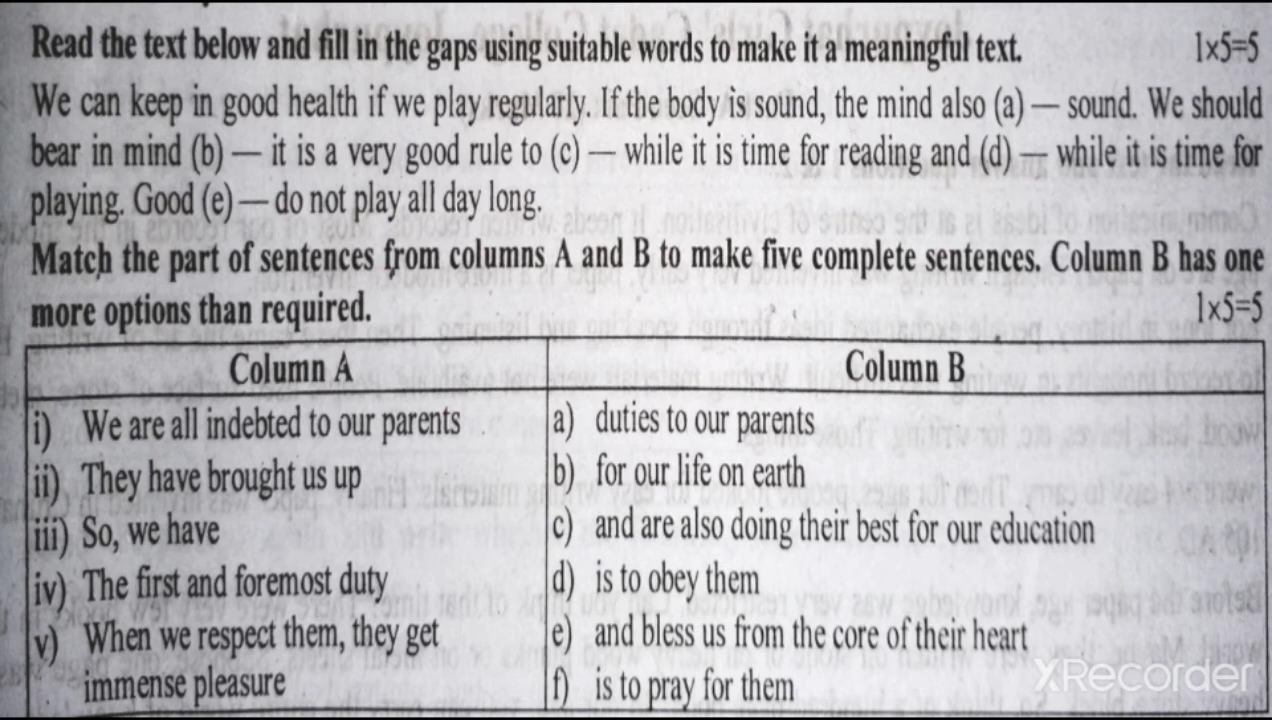 Read the text below and fill in the gaps using suitable words to make it a meaningful text. 1×5=5
We can keep in good health if we play regularly. If the body is sound, the mind also (a) — sound. We should
bear in mind (b) — it is a very good rule to (c) — while it is time for reading and (d) — while it is time for
playing. Good (e) — do not play all day long.
Match the part of sentences from columns A and B to make five complete sentences. Column B has one
more options than required. 1×5=5
Column A Column B
i) We are all indebted to our parents a) duties to our parents
ii) They have brought us up b) for our life on earth
iii) So, we have c) and are also doing their best for our education
iv) The first and foremost duty d) is to obey them
v) When we respect them, they get e) and bless us from the core of their heart
immense pleasure f) is to pray for them
XRecorder